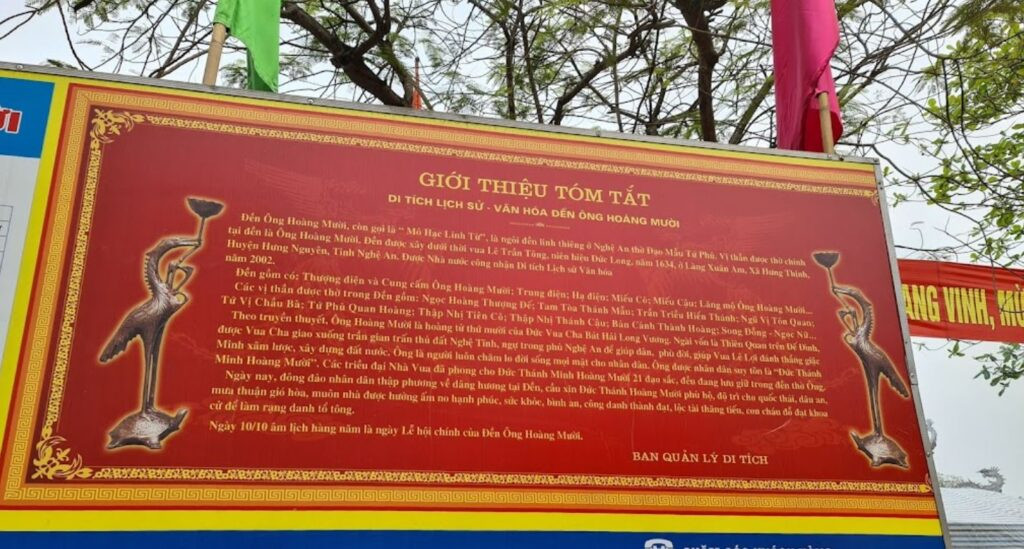 ƯỜI
GIỚI THIỆU TÓM TẮT
DI TÍCH LỊCH SỬ - VĂN HÓA ĐỀN ÔNG HOÀNG MƯỜI
Đền Ông Hoàng Mười, còn gọi là “ Mỏ Hạc Linh Từ”, là ngôi đền linh thiêng ở Nghệ An thờ Đạo Mẫu Tứ Phủ. Vị thần được thờ chính
tại đền là Ông Hoàng Mười. Đền được xây dưới thời vua Lê Trần Tông, niên hiệu Đức Long, năm 1634, ở Làng Xuân Am, Xã Hưng Thịnh,
Huyện Hưng Nguyên, Tỉnh Nghệ An. Được Nhà nước công nhận Di tích Lịch sử Văn hóa
năm 2002.
Đền gồm có: Thượng điện và Cung cấm Ông Hoàng Mười; Trung điện; Hạ điện; Miếu Cô; Miếu Cậu; Lăng mộ Ông Hoàng Mười...
Các vị thần được thờ trong Đền gồm: Ngọc Hoàng Thượng Đế; Tam Tòa Thánh Mẫu; Trần Triều Hiển Thánh; Ngũ Vị Tôn Quan;
Tứ Vị Chầu Bà; Tứ Phủ Quan Hoàng; Thập Nhị Tiên Cô; Thập Nhị Thánh Cậu; Bản Cảnh Thành Hoàng; Song Đồng - Ngọc Nữ...
Theo truyền thuyết, Ông Hoàng Mười là hoàng tử thứ mười của Đức Vua Cha Bát Hải Long Vương. Ngài vốn là Thiên Quan trên Đế Đình,
được Vua Cha giao xuống trần gian trấn thủ đất Nghệ Tĩnh, ngự trong phủ Nghệ An để giúp dân, phù đời, giúp Vua Lê Lợi đánh thắng giặc
Minh xâm lược, xây dựng đất nước. Ông là người luôn chăm lo đời sống mọi mặt cho nhân dân. Ông được nhân dân suy tôn là “Đức Thánh
Minh Hoàng Mười”. Các triều đại Nhà Vua đã phong cho Đức Thánh Minh Hoàng Mười 21 đạo sắc, đều đang lưu giữ trong đền thờ Ông.
Ngày nay, đông đảo nhân dân thập phương về dâng hương tại Đền, cầu xin Đức Thánh Hoàng Mười phù hộ, độ trì cho quốc thái, dân an,
mưa thuận gió hòa, muôn nhà được hưởng ấm no hạnh phúc, sức khỏe, bình an, công danh thành đạt, lộc tài thăng tiến, con cháu đỗ đạt khoa
cử để làm rạng danh tổ tông.
Ngày 10/10 âm lịch hàng năm là ngày Lễ hội chính của Đền Ông Hoàng Mười.
BAN QUẢN LÝ DI TÍCH
ANG VINH,